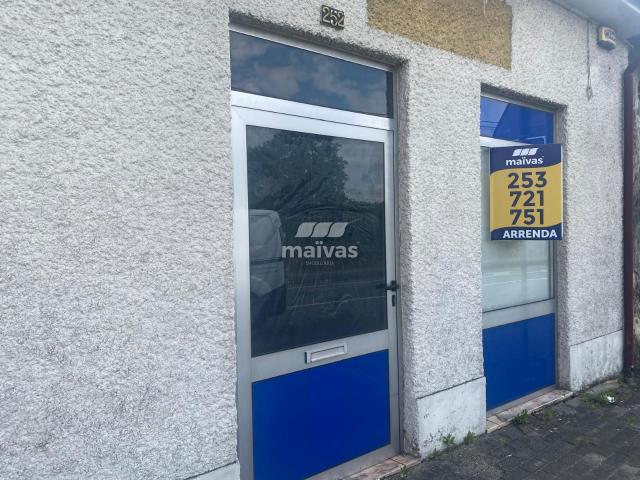 252
maïvas
IMOBILIÁRIA
maïvas
253
721
751
ARRENDA